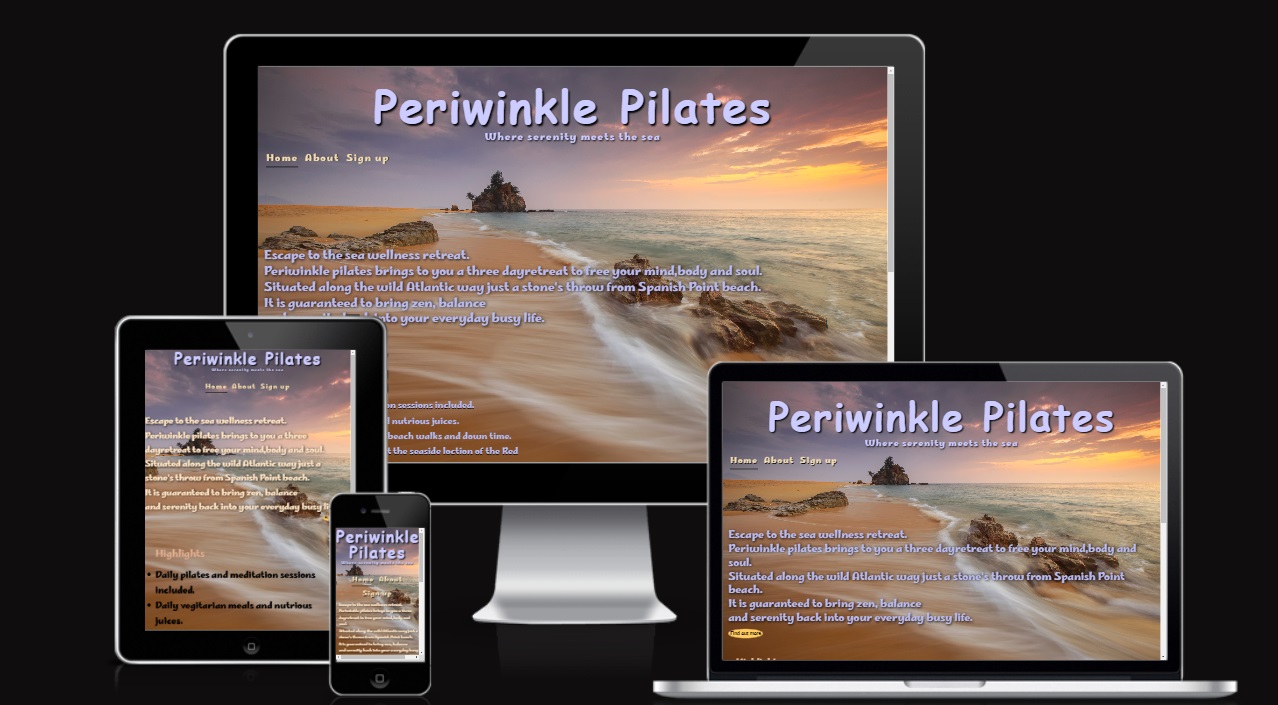 Periwinkle Pilates
Where serenity meets the sea
Home About Sign up
Escape to the sea wellness retreat.
Periwinkle pilates brings to you a three dayretreat to free your mind,body and soul.
Situated along the wild Atlantic way just a stone's throw from Spanish Point beach.
It is guaranteed to bring zen, balance
into your everyday busy life.
sessions included.
nutrious juices.
beach walks and down time.
the seaside loction of the Red
Periwinkle Pilates
Where serenity meets the sea
Home About Sign up
Escape to the sea wellness retreat.
Periwinkle pilates brings to you a three
dayretreat to free your mind,body and soul.
Situated along the wild Atlantic way just a
stone's throw from Spanish Point beach.
It is guaranteed to bring zen, balance
and serenity back into your everyday busy
Highlights
• Daily pilates and meditation sessions
included.
• Daily vegitarian meals and nutrious
juices.
Periwinkle
Pilates
Where serenity meets the sea
Home About
Sign up
Periwinkle Pilates
Where serenity meets the sea
Home About Sign up
Escape to the sea wellness retreat.
Periwinkle pilates brings to you a three dayretreat to free your mind,body and
soul.
Situated along the wild Atlantic way just a stone's throw from Spanish Point
beach.
It is guaranteed to bring zen, balance
and serenity back into your everyday busy life.
Find out more